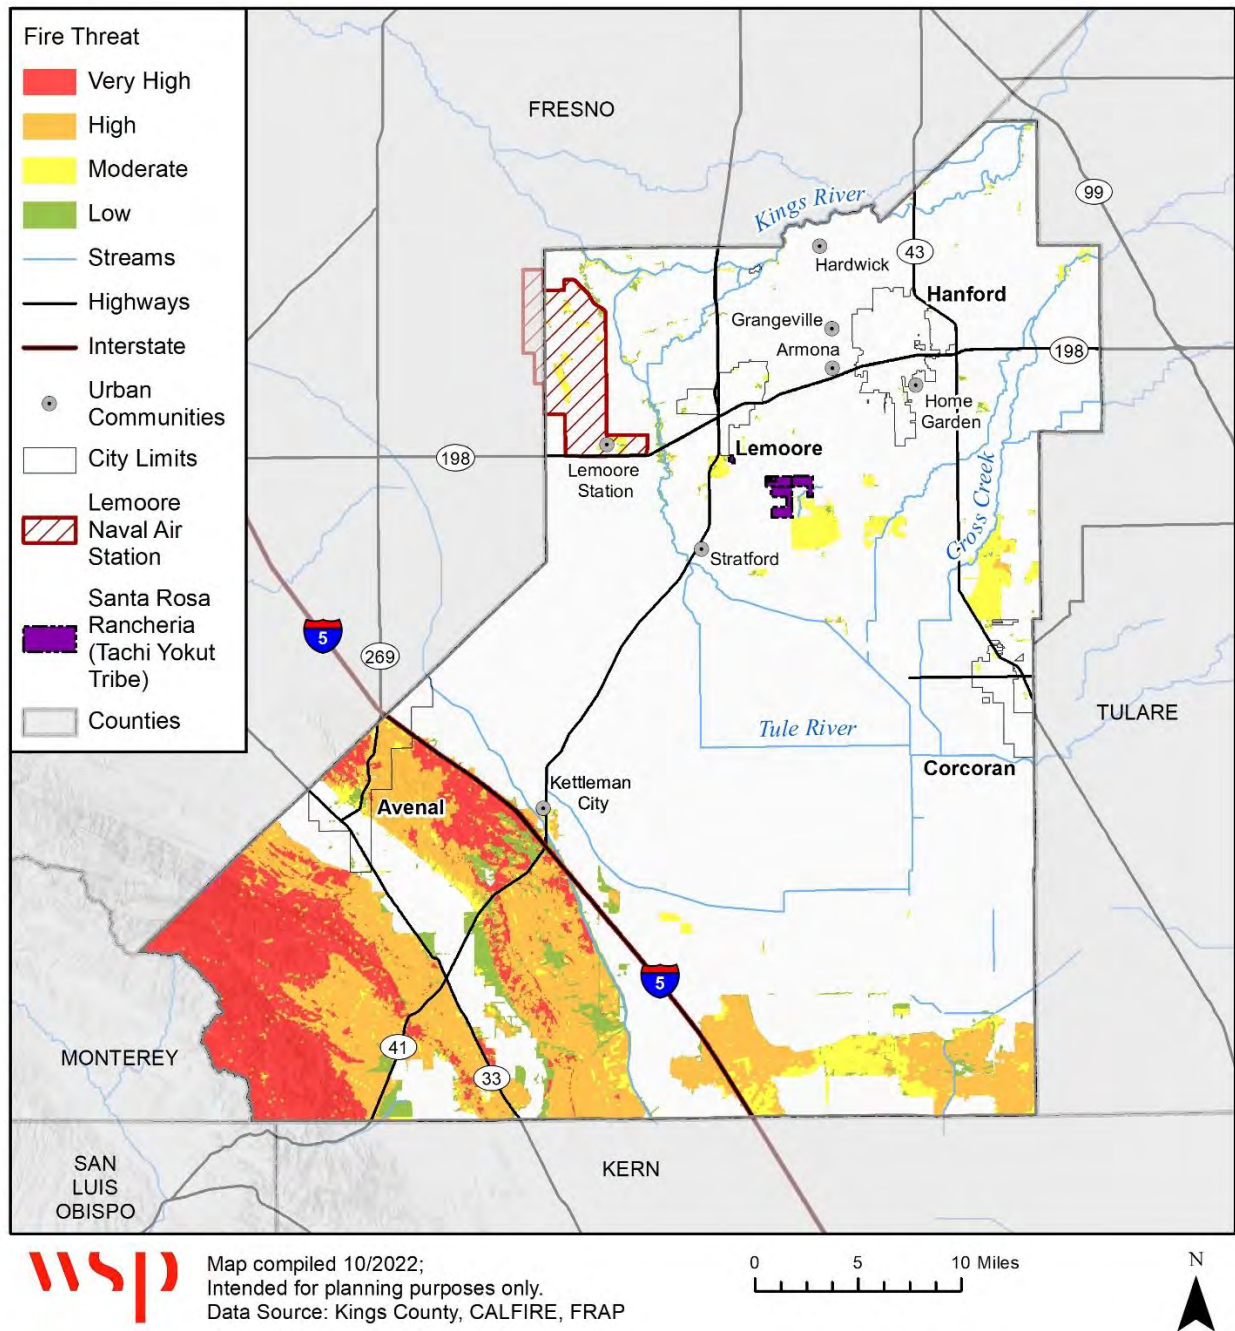 Fire Threat
Very High
High
Moderate
Low
Streams
Highways
Interstate
Urban
Communities
City Limits
Lemoore
Naval Air
Station
Santa Rosa
Rancheria
(Tachi Yokut
Tribe)
Counties
FRESNO
99
Kings River
Hardwick
43
Hanford
Grangeville
Armona
198
Home
Garden
198
Lemoore
Lemoore
Station
Cross Creek
Stratford
5
269
TULARE
Tule River
Corcoran
Kettleman
City
Avenal
5
MONTEREY
41
33
SAN
LUIS
OBISPO
KERN
wsp
Map compiled 10/2022;
Intended for planning purposes only.
Data Source: Kings County, CALFIRE, FRAP
0 5 10 Miles
N